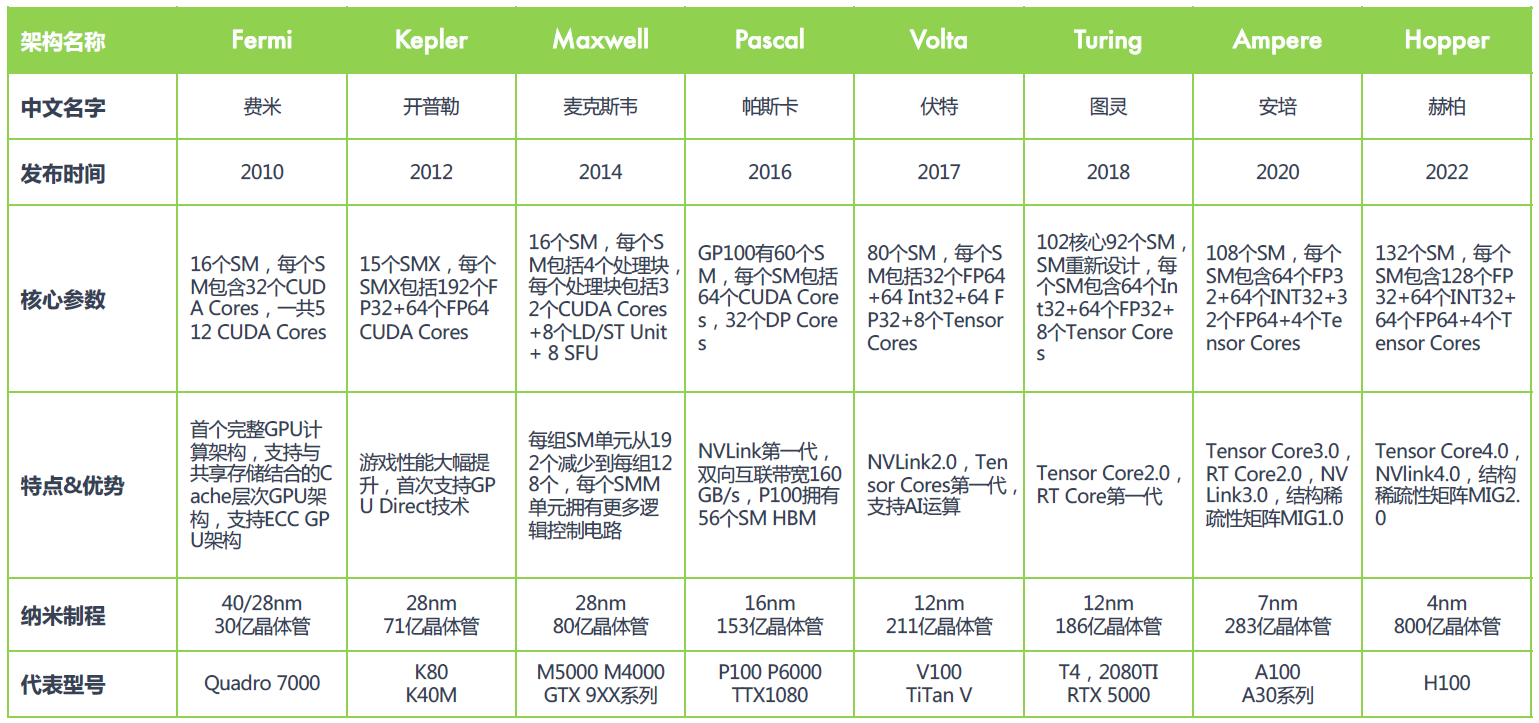 架构名称 Fermi Kepler Maxwell Pascal Volta Turing Ampere Hopper
中文名字 费米 开普勒 麦克斯韦 帕斯卡 伏特 图灵 安培 赫柏
发布时间 2010 2012 2014 2016 2017 2018 2020 2022
核心参数
16个SM，每个S
M包含32个CUD
A Cores，一共5
12 CUDA Cores
15个SMX，每个
SMX包括192个F
P32+64个FP64
CUDA Cores
16个SM，每个S
M包括4个处理块，
每个处理块包括3
2个CUDA Cores
+8个LD/ST Unit
+ 8 SFU
GP100有60个S
M，每个SM包括
64个CUDA Core
s，32个DP Core
s
80个SM，每个S
M包括32个FP64
+64 Int32+64 F
P32+8个Tensor
Cores
102核心92个SM，
SM重新设计，每
个SM包含64个In
t32+64个FP32+
8个Tensor Core
s
108个SM，每个
SM包含64个FP3
2+64个INT32+3
2个FP64+4个Te
nsor Cores
132个SM，每个
SM包含128个FP
32+64个INT32+
64个FP64+4个T
ensor Cores
特点&优势
首个完整GPU计
算架构，支持与
共享存储结合的C
ache层次GPU架
构，支持ECC GP
U架构
游戏性能大幅提
升，首次支持GP
U Direct技术
每组SM单元从19
2个减少到每组12
8个，每个SMM
单元拥有更多逻
辑控制电路
NVLink第一代，
双向互联带宽160
GB/s，P100拥有
56个SM HBM
NVLink2.0，Ten
sor Cores第一代，
支持AI运算
Tensor Core2.0，
RT Core第一代
Tensor Core3.0，
RT Core2.0，NV
Link3.0，结构稀
疏性矩阵MIG1.0
Tensor Core4.0，
NVlink4.0，结构
稀疏性矩阵MIG2.
0
纳米制程
40/28nm
30亿晶体管
28nm
71亿晶体管
28nm
80亿晶体管
16nm
153亿晶体管
12nm
211亿晶体管
12nm
186亿晶体管
7nm
283亿晶体管
4nm
800亿晶体管
代表型号
Quadro 7000
K80
K40M
M5000 M4000
GTX 9XX系列
P100 P6000
TTX1080
V100
TiTan V
T4，2080TI
RTX 5000
A100
A30系列
H100